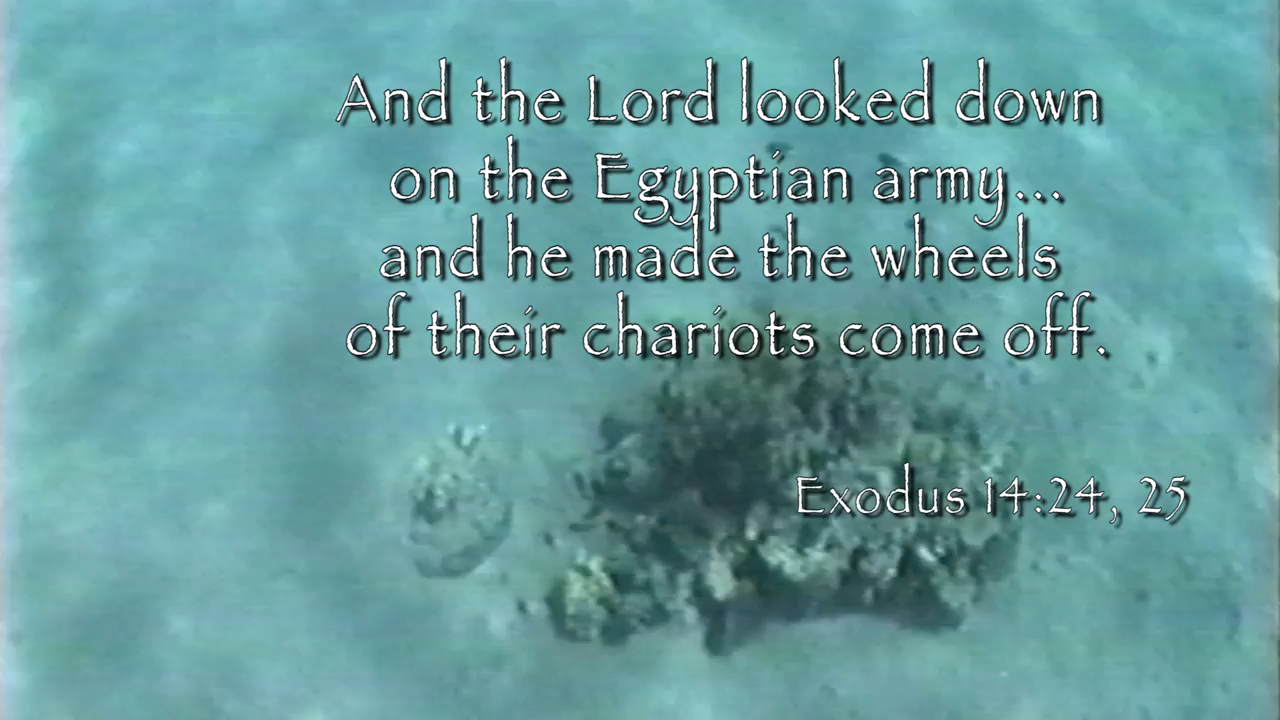 And the Lord looked down
on the Egyptian army...
and he made the wheels
of their chariots come off.
Exodus 14:24, 25